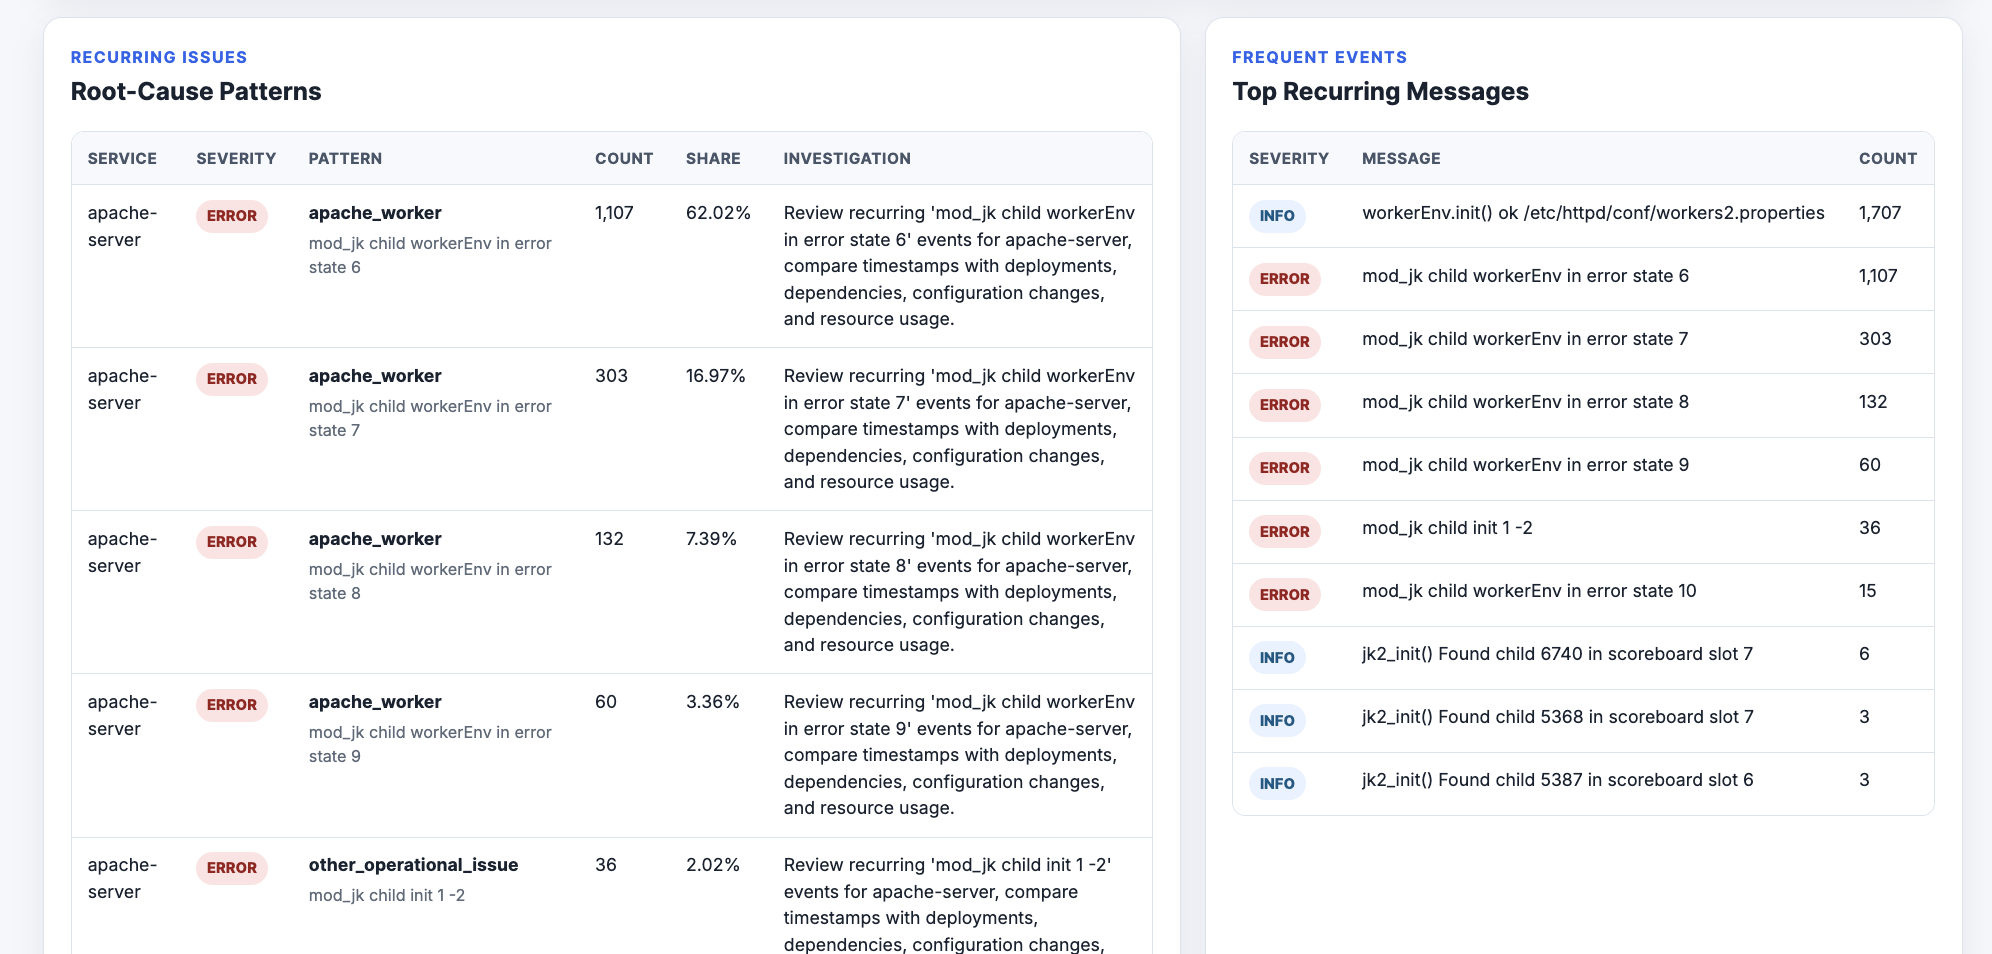 RECURRING ISSUES
Root-Cause Patterns
SERVICE SEVERITY PATTERN COUNT SHARE INVESTIGATION
apache-
server
ERROR
apache_worker
mod_jk child workerEnv in error
state 6
1,107
62.02%
Review recurring 'mod_jk child workerEnv
in error state 6' events for apache-server,
compare timestamps with deployments,
dependencies, configuration changes,
and resource usage.
apache-
server
ERROR
apache_worker
mod_jk child workerEnv in error
state 7
303
16.97%
Review recurring 'mod_jk child workerEnv
in error state 7' events for apache-server,
compare timestamps with deployments,
dependencies, configuration changes,
and resource usage.
apache-
server
ERROR
apache_worker
mod_jk child workerEnv in error
state 8
132
7.39%
Review recurring 'mod_jk child workerEnv
in error state 8' events for apache-server,
compare timestamps with deployments,
dependencies, configuration changes,
and resource usage.
apache-
server
ERROR
apache_worker
mod_jk child workerEnv in error
state 9
60
3.36%
Review recurring 'mod_jk child workerEnv
in error state 9' events for apache-server,
compare timestamps with deployments,
dependencies, configuration changes,
and resource usage.
apache-
server
ERROR
other_operational_issue
mod_jk child init 1 -2
36
2.02%
Review recurring 'mod_jk child init 1 -2'
events for apache-server, compare
timestamps with deployments,
dependencies, configuration changes,
FREQUENT EVENTS
Top Recurring Messages
SEVERITY MESSAGE COUNT
INFO workerEnv.init() ok /etc/httpd/conf/workers2.properties 1,707
ERROR mod_jk child workerEnv in error state 6 1,107
ERROR mod_jk child workerEnv in error state 7 303
ERROR mod_jk child workerEnv in error state 8 132
ERROR mod_jk child workerEnv in error state 9 60
ERROR mod_jk child init 1 -2 36
ERROR mod_jk child workerEnv in error state 10 15
INFO jk2_init() Found child 6740 in scoreboard slot 7 6
INFO jk2_init() Found child 5368 in scoreboard slot 7 3
INFO jk2_init() Found child 5387 in scoreboard slot 6 3